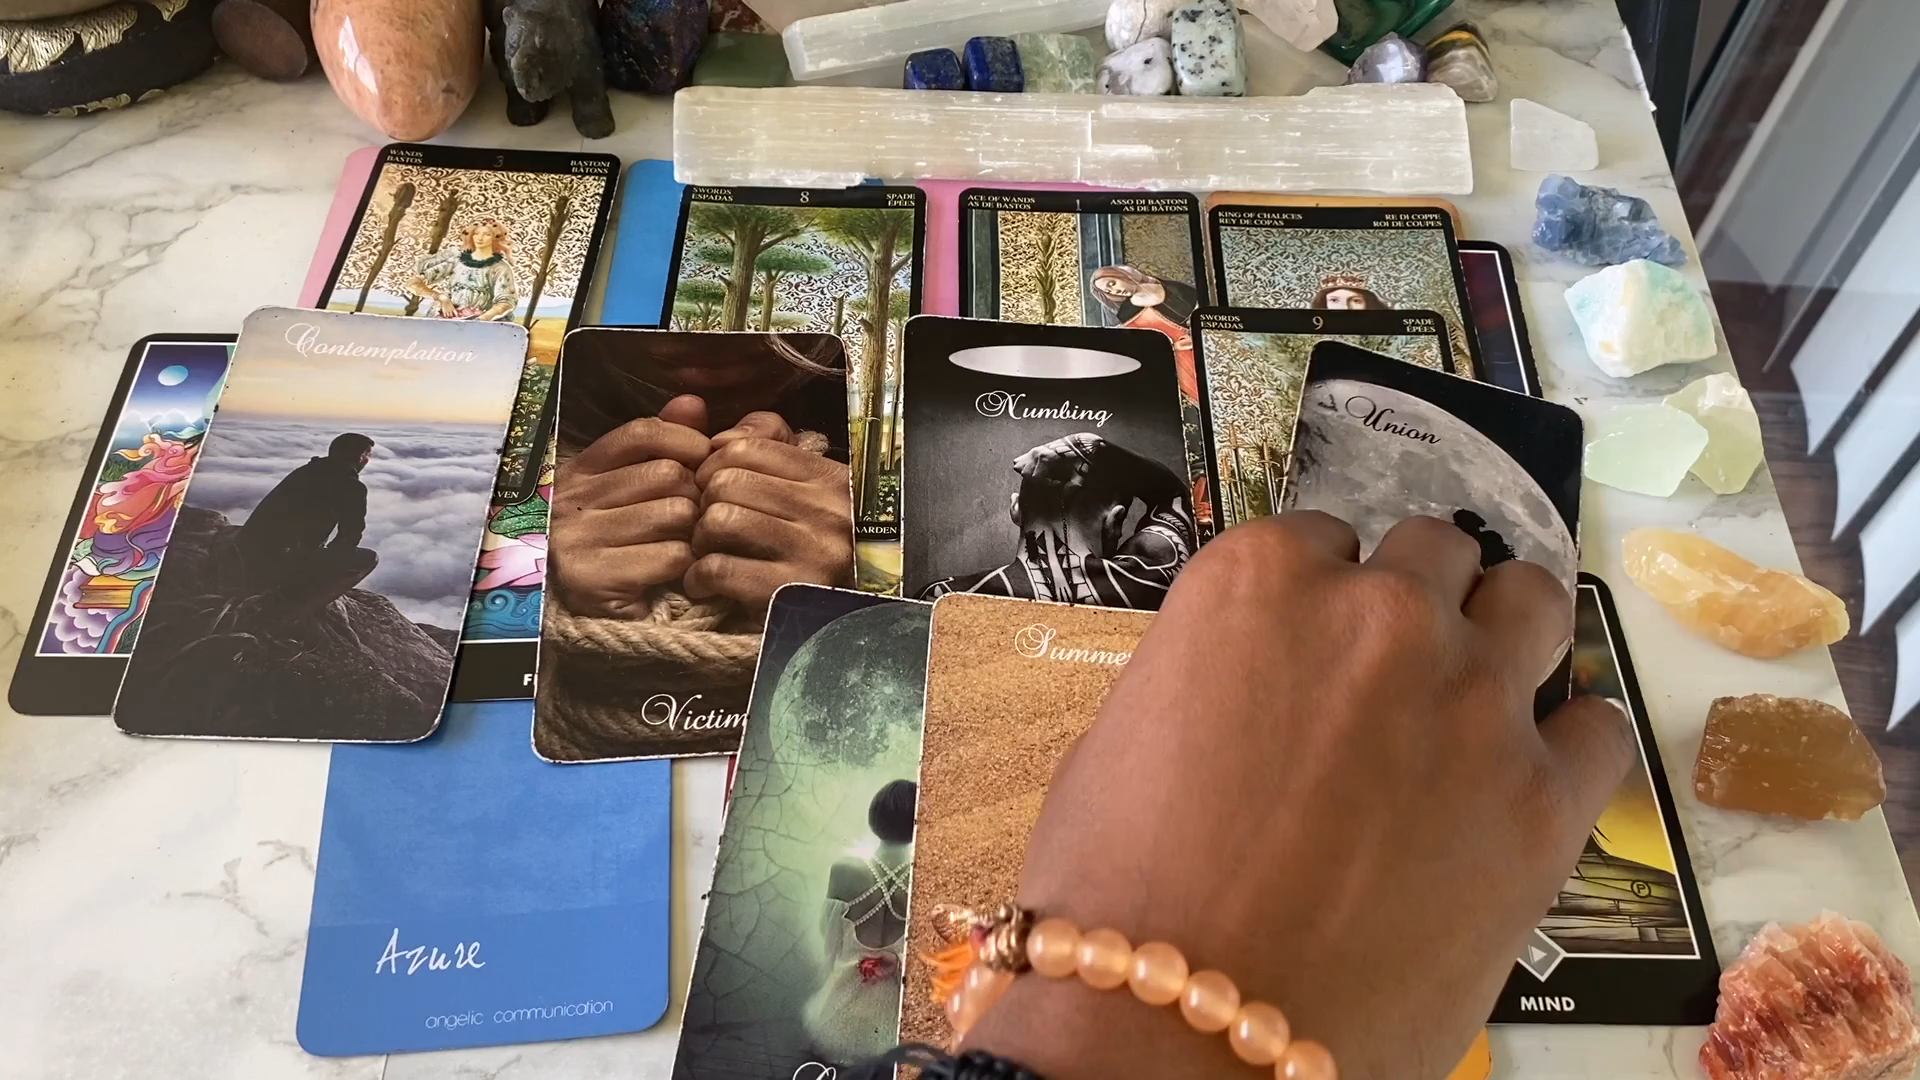 WANDS
BASTOS
3
BASTONI
BÂTONS
SWORDS
ESPADAS
8
SPADE
ÉPÉES
ACE OF WANDS
AS DE BASTOS
1
ASSO DI BASTONI
AS DE BÂTONS
KING OF CHALICES
REY DE COPAS
RE DI COPPE
ROI DE COUPES
SWORDS
ESPADAS
9
SPADE
ÉPÉES
Contemplation
Numbing
Union
VEN
AARDEN
Summe
Victim
Azure
angelic communication
P
MIND